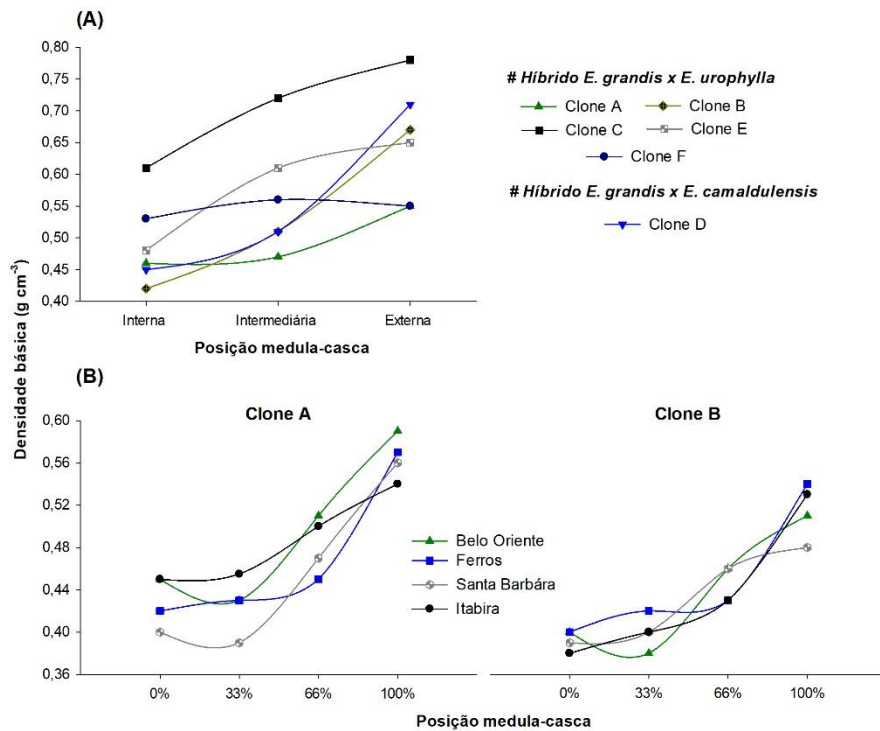 (A)
Densidade básica (g cm⁻³)
0,80
0,75
0,70
0,65
0,60
0,55
0,50
0,45
0,40
Interna Intermediária Externa
Posição medula-casca
# Híbrido E. grandis x E. urophylla
Clone A Clone B
Clone C Clone E
Clone F
# Híbrido E. grandis x E. camaldulensis
Clone D
(B)
Clone A Clone B
0,60
0,56
0,52
0,48
0,44
0,40
0,36
Belo Oriente
Ferros
Santa Barbára
Itabira
0% 33% 66% 100% 0% 33% 66% 100%
Posição medula-casca